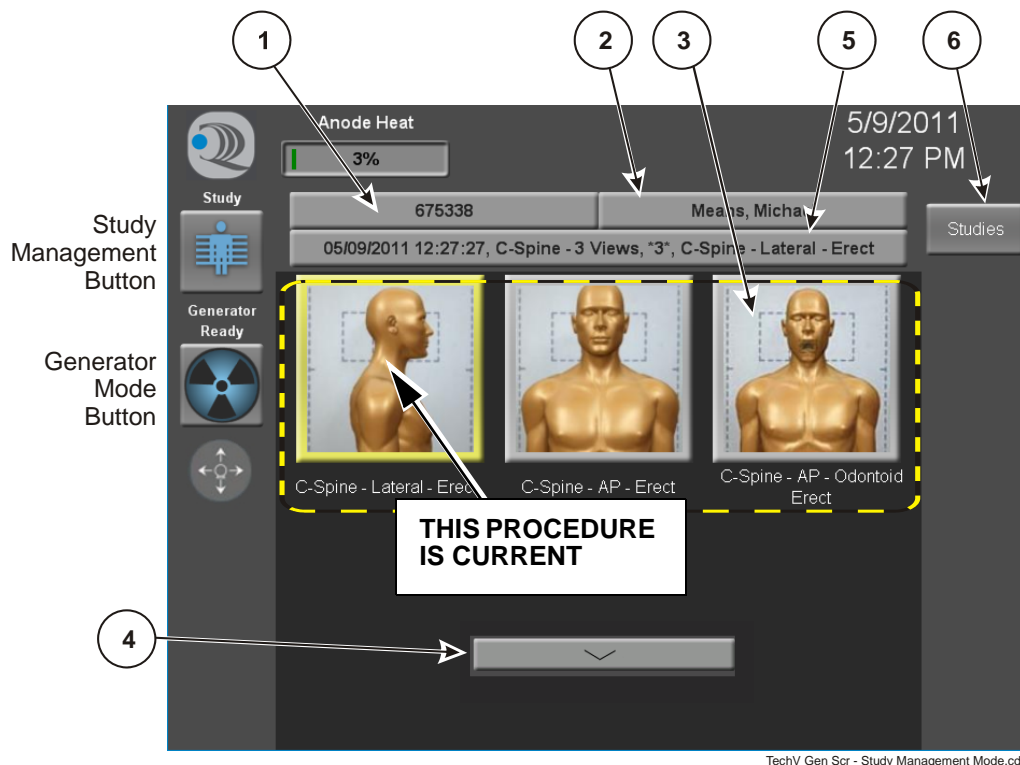 1
2
3
5
6
Anode Heat
3%
5/9/2011
12:27 PM
Study
675338
Means, Micha
Studies
05/09/2011 12:27:27, C-Spine - 3 Views, *3*, C-Spine - Lateral - Erect
Study
Management
Button
Generator
Ready
Generator
Mode
Button
C-Spine - Lateral - Erect
C-Spine - AP - Erect
C-Spine - AP - Odontoid
Erect
THIS PROCEDURE
IS CURRENT
4
TechV Gen Scr - Study Management Mode.cd